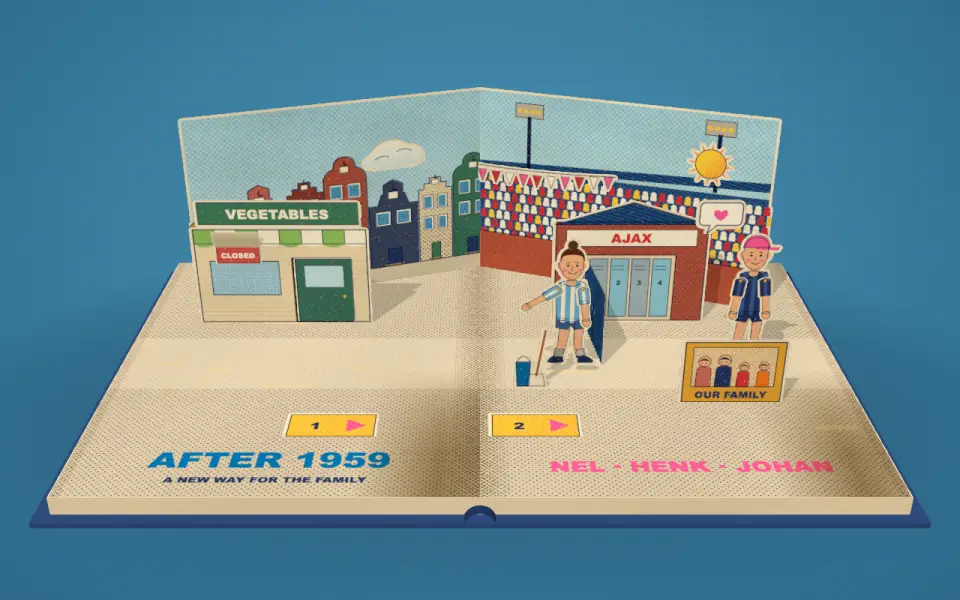 VEGETABLES
CLOSED
AJAX
2 3 4
OUR FAMILY
1
2
AFTER 1959
A NEW WAY FOR THE FAMILY
NEL - HENK - JOHAN